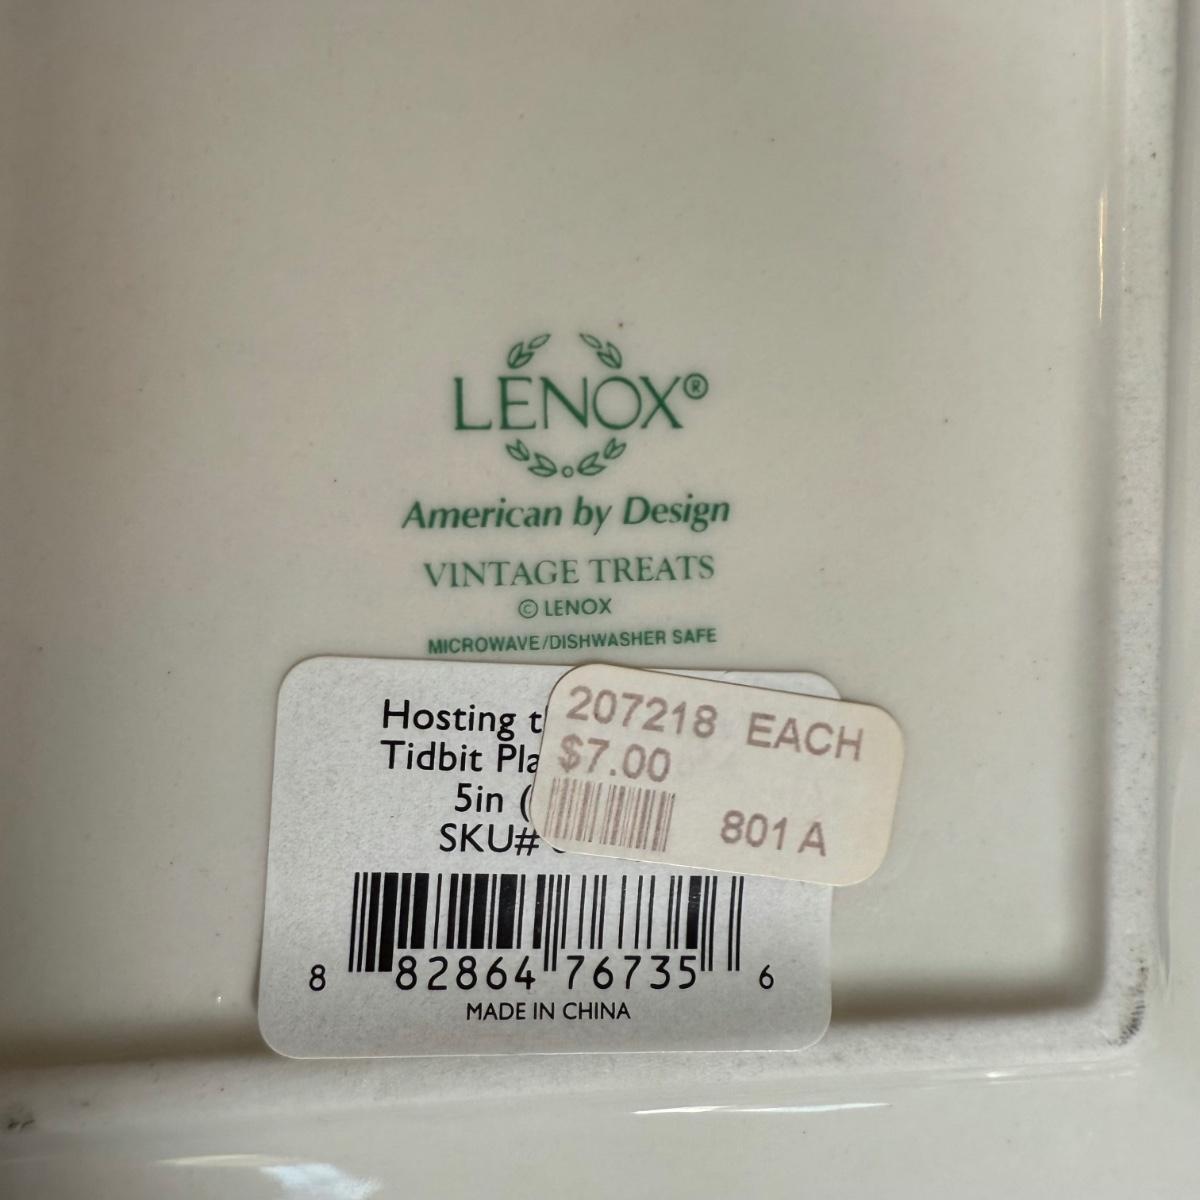 LENOX®
American by Design
VINTAGE TREATS
© LENOX
MICROWAVE/DISHWASHER SAFE
Hosting
Tidbit
5in (
SKU#
207218 EACH
$7.00
801 A
8 82864 76735 6
MADE IN CHINA